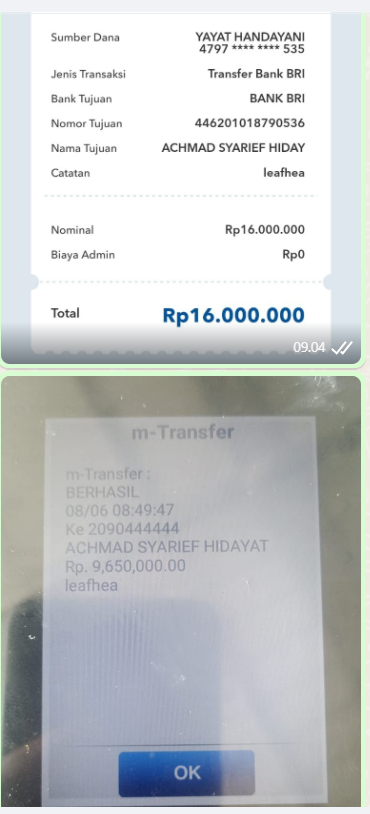 Sumber Dana YAYAT HANDAYANI
4797 **** **** 535
Jenis Transaksi Transfer Bank BRI
Bank Tujuan BANK BRI
Nomor Tujuan 446201018790536
Nama Tujuan ACHMAD SYARIEF HIDAY
Catatan leafhea
Nominal Rp16.000.000
Biaya Admin Rp0
Total Rp16.000.000
09.04
m-Transfer
m-Transfer :
BERHASIL
08/06 08:49:47
Ke 2090444444
ACHMAD SYARIEF HIDAYAT
Rp. 9,650,000.00
leafhea
OK